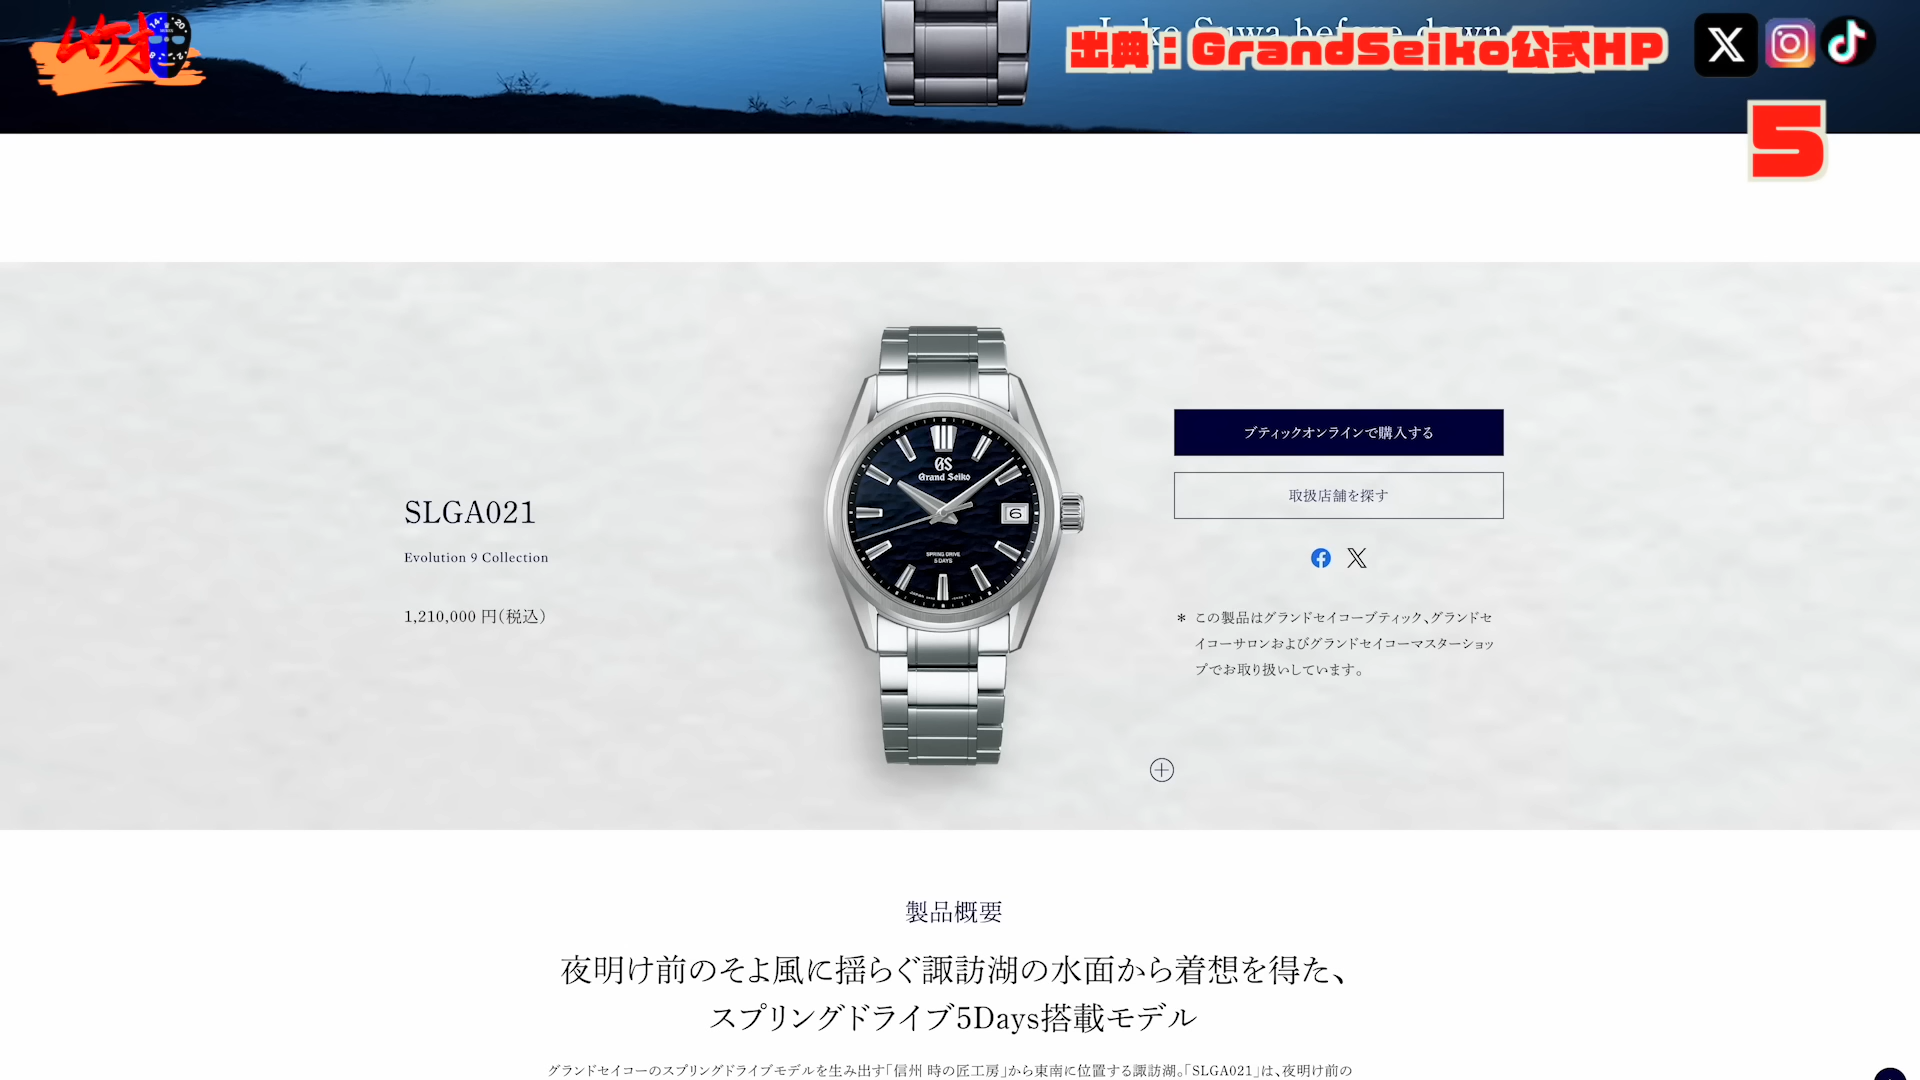 ムケオ
Lake Suwa before dawn
出典：GrandSeiko公式HP
5
ブティックオンラインで購入する
GS
Grand Seiko
取扱店舗を探す
SLGA021
6
Evolution 9 Collection
SPRING DRIVE
5 DAYS
1,210,000 円（税込）
＊ この製品はグランドセイコーブティック、グランドセ
イコーサロンおよびグランドセイコーマスターショッ
プでお取り扱いしています。
製品概要
夜明け前のそよ風に揺らぐ諏訪湖の水面から着想を得た、
スプリングドライブ5Days搭載モデル
グランドセイコーのスプリングドライブモデルを生み出す「信州 時の匠工房」から東南に位置する諏訪湖。「SLGA021」は、夜明け前の